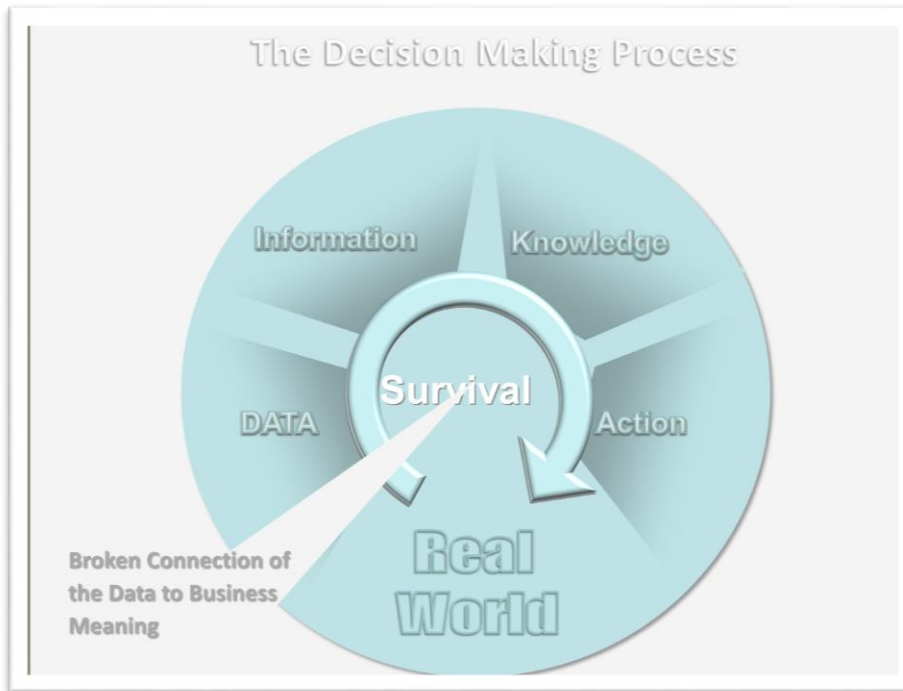 The Decision Making Process
Information
Knowledge
Survival
DATA
Action
Real
World
Broken Connection of
the Data to Business
Meaning